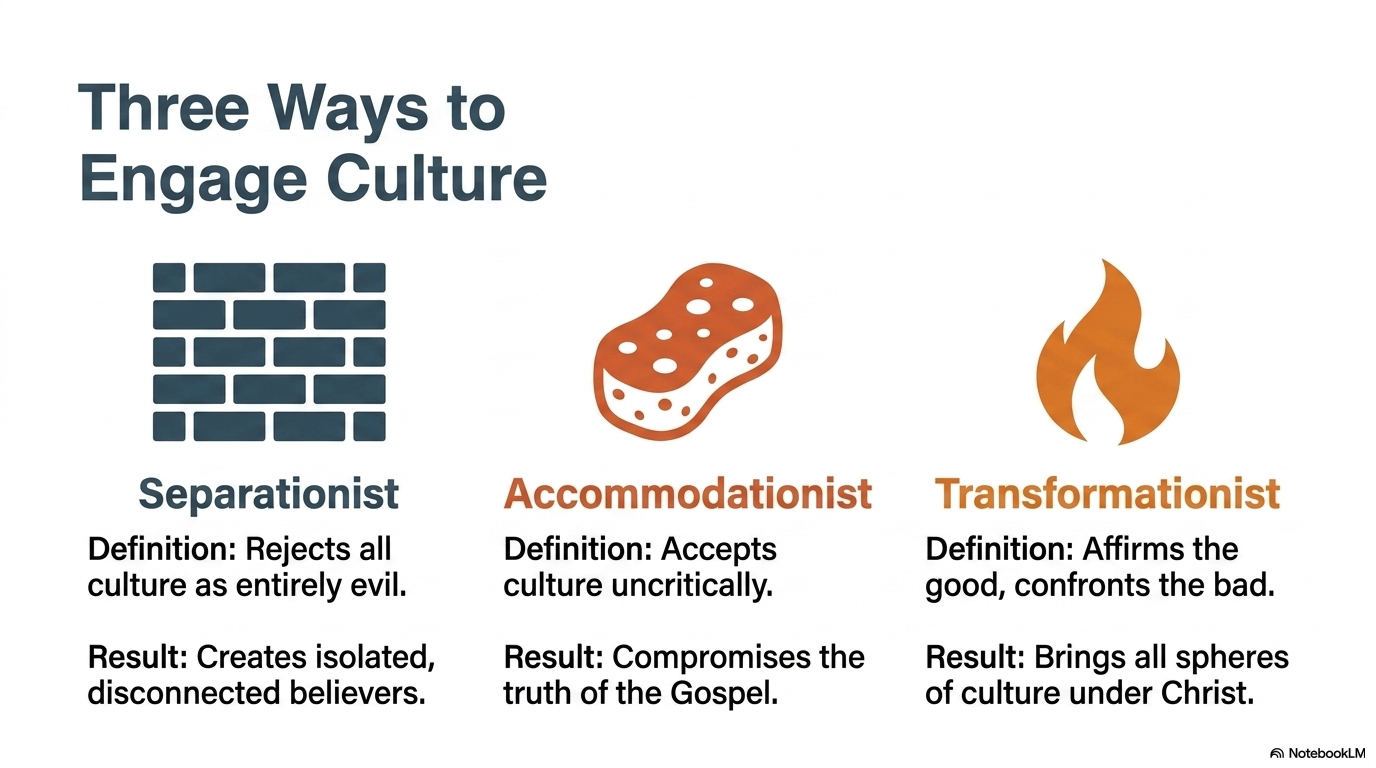 Three Ways to
Engage Culture
Separationist
Definition: Rejects all
culture as entirely evil.
Result: Creates isolated,
disconnected believers.
Accommodationist
Definition: Accepts
culture uncritically.
Result: Compromises the
truth of the Gospel.
Transformationist
Definition: Affirms the
good, confronts the bad.
Result: Brings all spheres
of culture under Christ.
NotebookLM